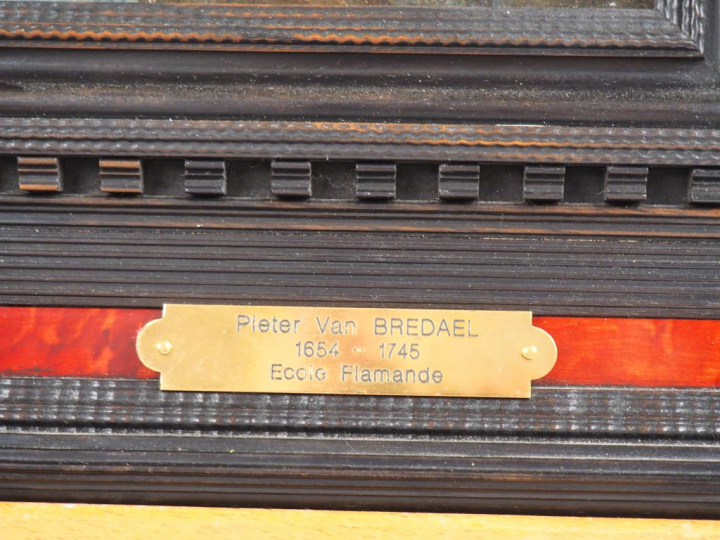 Pieter Van BREDAEL
1654 - 1745
Ecole Flamande